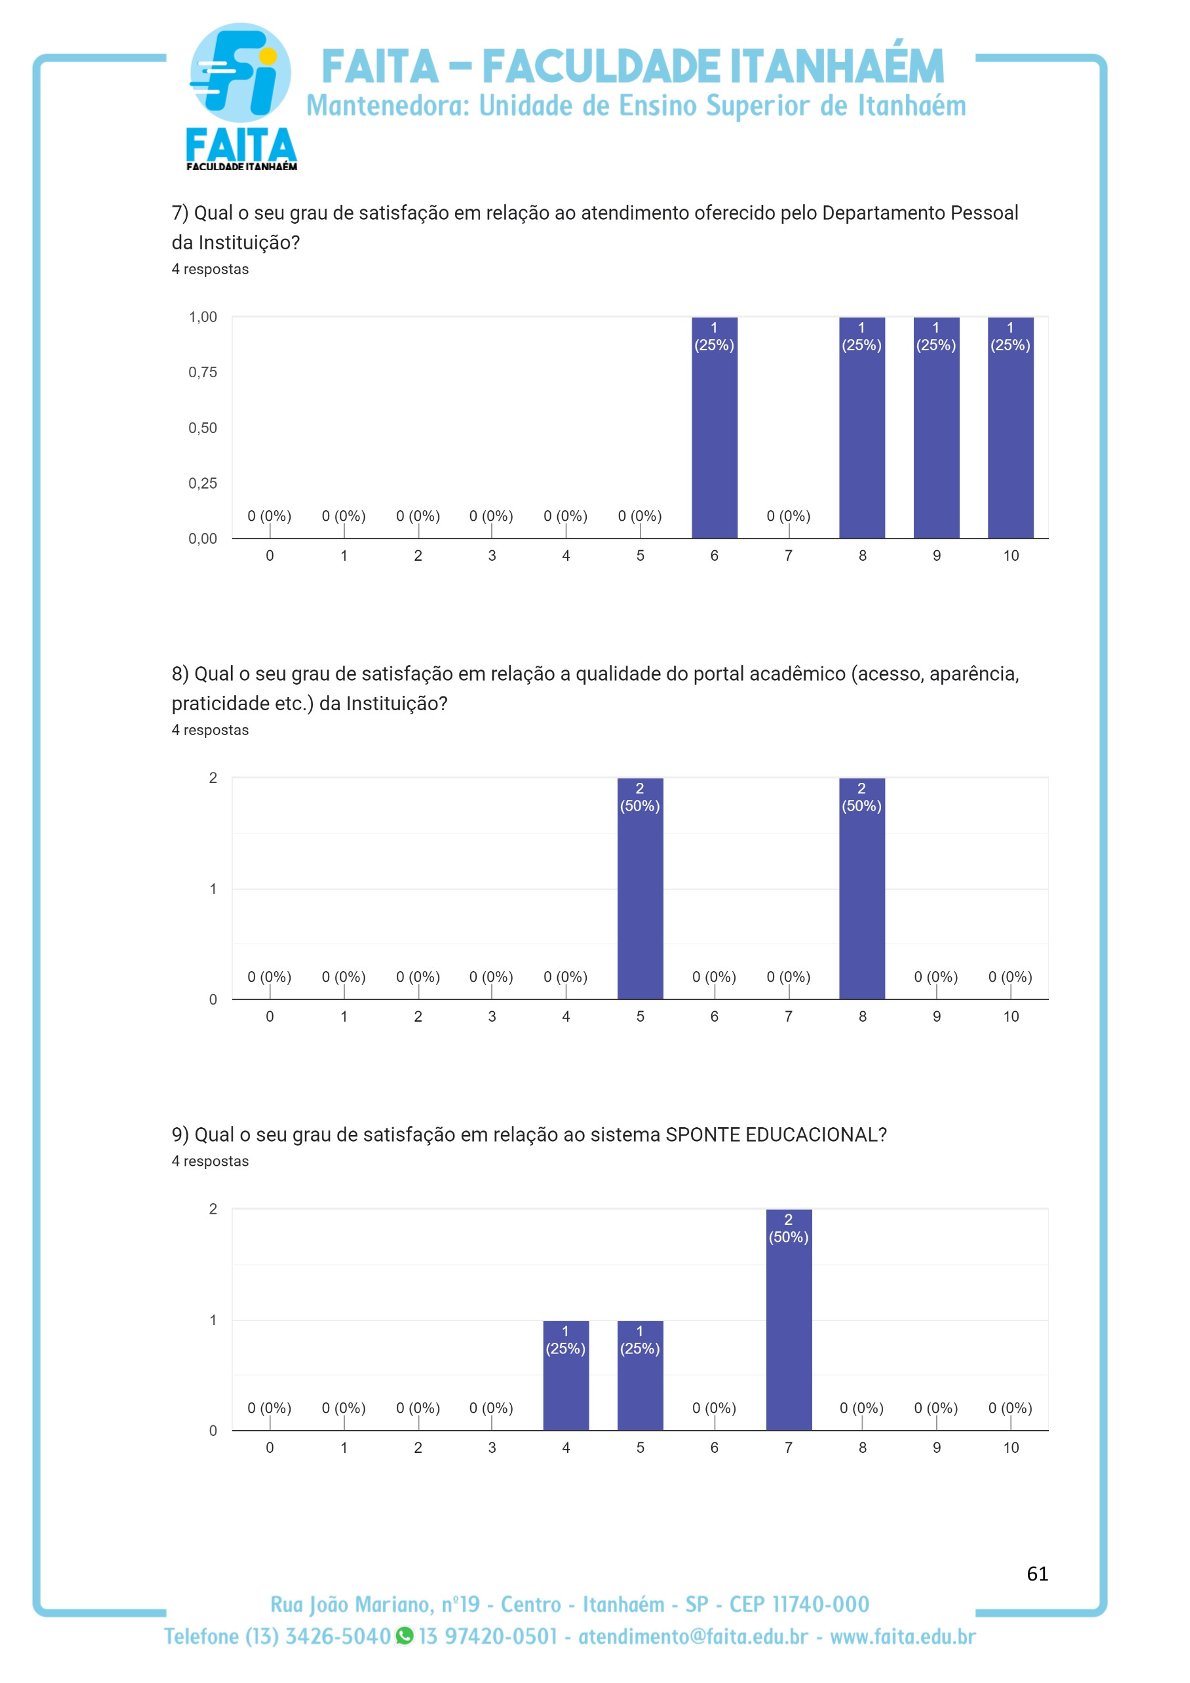 FAITA – FACULDADE ITANHAÉM
Mantenedora: Unidade de Ensino Superior de Itanhaém
Fi
FAITA
FACULDADE ITANHAÉM
7) Qual o seu grau de satisfação em relação ao atendimento oferecido pelo Departamento Pessoal
da Instituição?
4 respostas
1,00
0,75
0,50
0,25
0,00
0 (0%) 0 (0%) 0 (0%) 0 (0%) 0 (0%) 0 (0%) 1 (25%) 0 (0%) 1 (25%) 1 (25%) 1 (25%)
0 1 2 3 4 5 6 7 8 9 10
8) Qual o seu grau de satisfação em relação a qualidade do portal acadêmico (acesso, aparência,
praticidade etc.) da Instituição?
4 respostas
2
1
0
0 (0%) 0 (0%) 0 (0%) 0 (0%) 0 (0%) 2 (50%) 0 (0%) 0 (0%) 2 (50%) 0 (0%) 0 (0%)
0 1 2 3 4 5 6 7 8 9 10
9) Qual o seu grau de satisfação em relação ao sistema SPONTE EDUCACIONAL?
4 respostas
2
1
0
0 (0%) 0 (0%) 0 (0%) 0 (0%) 1 (25%) 1 (25%) 0 (0%) 2 (50%) 0 (0%) 0 (0%) 0 (0%)
0 1 2 3 4 5 6 7 8 9 10
61
Rua João Mariano, nº19 - Centro - Itanhaém - SP - CEP 11740-000
Telefone (13) 3426-5040 13 97420-0501 - atendimento@faita.edu.br - www.faita.edu.br